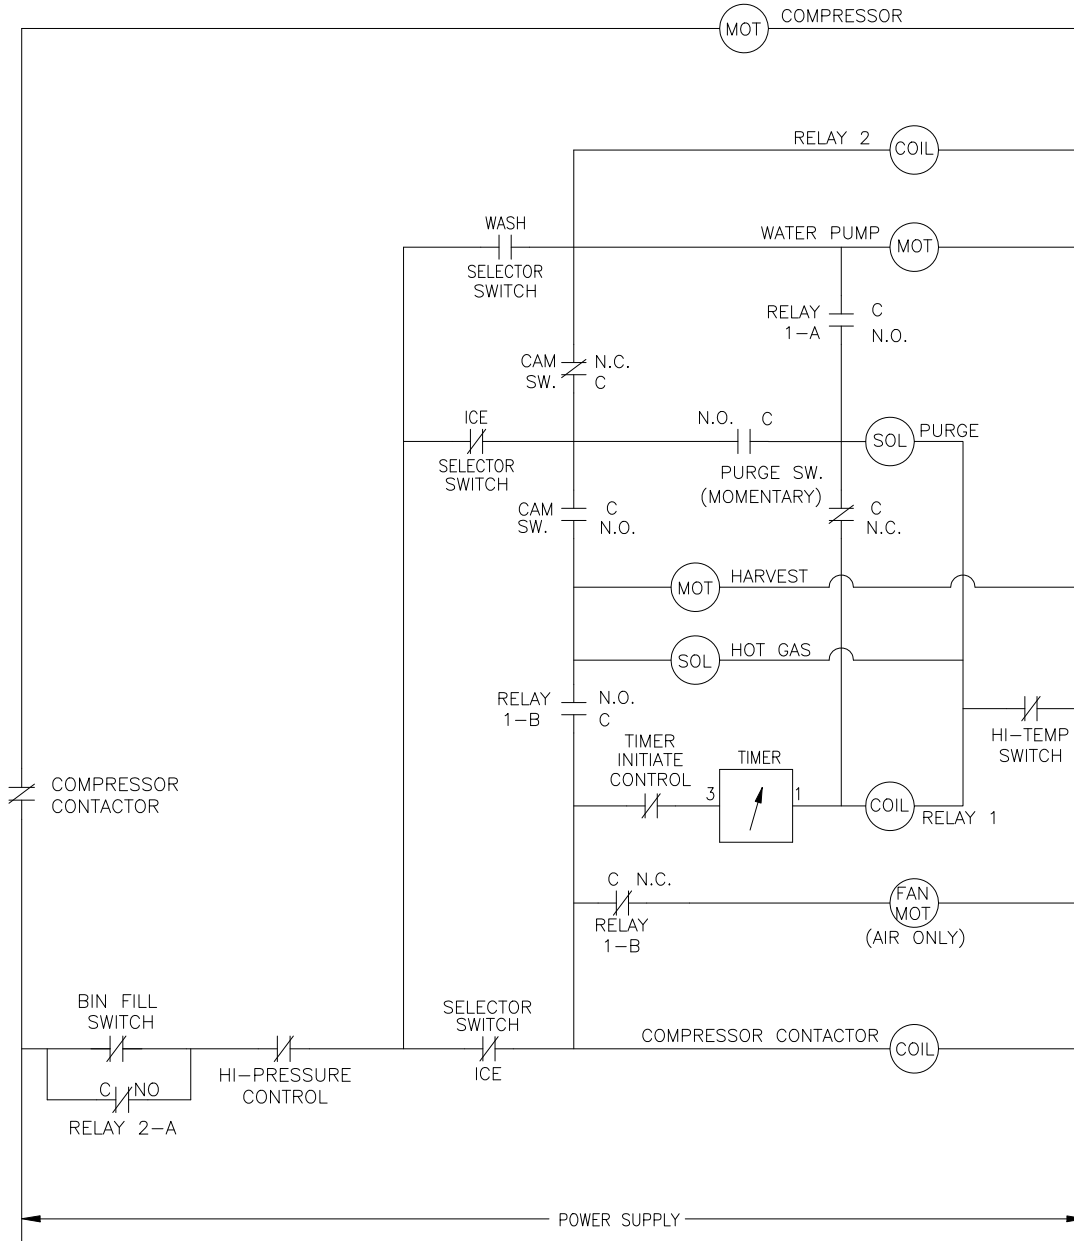 COMPRESSOR
MOT
RELAY 2
COIL
WASH
SELECTOR
SWITCH
WATER PUMP
MOT
RELAY
1-A
C
N.O.
CAM
SW.
N.C.
C
ICE
SELECTOR
SWITCH
N.O. C
PURGE SW.
(MOMENTARY)
SOL
PURGE
CAM
SW.
C
N.O.
C
N.C.
MOT
HARVEST
SOL
HOT GAS
RELAY
1-B
N.O.
C
HI-TEMP
SWITCH
TIMER
INITIATE
CONTROL
TIMER
3
1
COIL
RELAY 1
COMPRESSOR
CONTACTOR
C N.C.
RELAY
1-B
FAN
MOT
(AIR ONLY)
BIN FILL
SWITCH
C NO
RELAY 2-A
HI-PRESSURE
CONTROL
SELECTOR
SWITCH
ICE
COMPRESSOR CONTACTOR
COIL
POWER SUPPLY